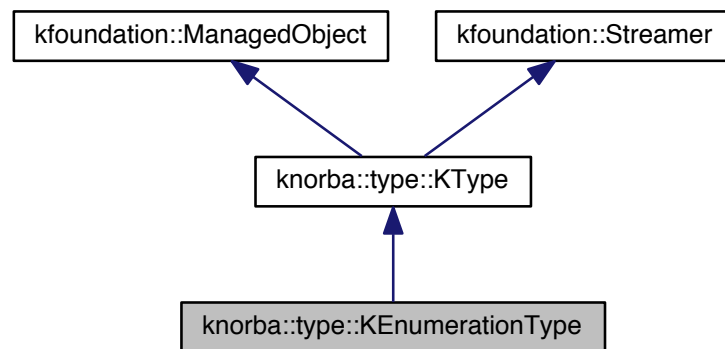 kfoundation::ManagedObject
kfoundation::Streamer
knorba::type::KType
knorba::type::KEnumerationType